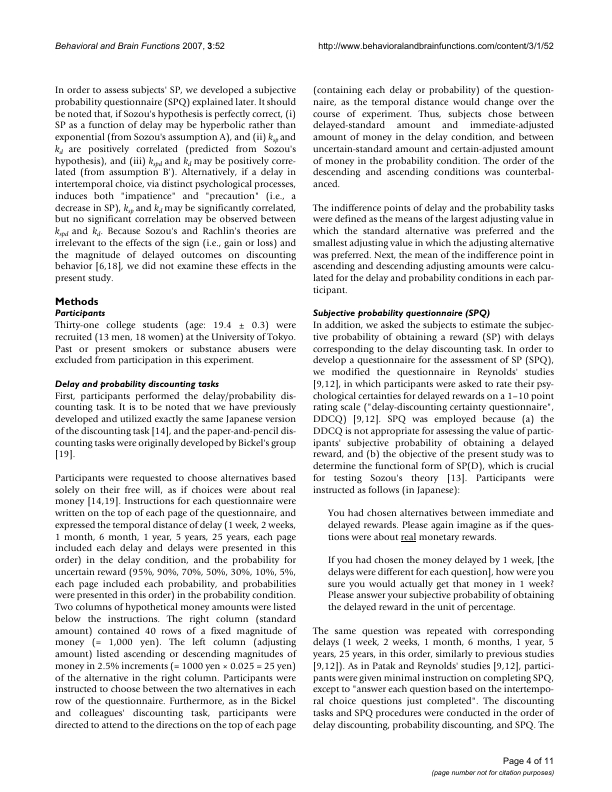 Behavioral and Brain Functions 2007, 3:52
http://www.behavioralandbrainfunctions.com/content/3/1/52
In order to assess subjects' SP, we developed a subjective
probability questionnaire (SPQ) explained later. It should
be noted that, if Sozou's hypothesis is perfectly correct, (i)
SP as a function of delay may be hyperbolic rather than
exponential (from Sozou's assumption A), and (ii) ksp and
kd are positively correlated (predicted from Sozou's
hypothesis), and (iii) kspd and kd may be positively corre-
lated (from assumption B'). Alternatively, if a delay in
intertemporal choice, via distinct psychological processes,
induces both "impatience" and "precaution" (i.e., a
decrease in SP), ksp and kd may be significantly correlated,
but no significant correlation may be observed between
kspd and kd. Because Sozou's and Rachlin's theories are
irrelevant to the effects of the sign (i.e., gain or loss) and
the magnitude of delayed outcomes on discounting
behavior [6,18], we did not examine these effects in the
present study.
Methods
Participants
Thirty-one college students (age: 19.4 ± 0.3) were
recruited (13 men, 18 women) at the University of Tokyo.
Past or present smokers or substance abusers were
excluded from participation in this experiment.
Delay and probability discounting tasks
First, participants performed the delay/probability dis-
counting task. It is to be noted that we have previously
developed and utilized exactly the same Japanese version
of the discounting task [14], and the paper-and-pencil dis-
counting tasks were originally developed by Bickel's group
[19].
Participants were requested to choose alternatives based
solely on their free will, as if choices were about real
money [14,19]. Instructions for each questionnaire were
written on the top of each page of the questionnaire, and
expressed the temporal distance of delay (1 week, 2 weeks,
1 month, 6 month, 1 year, 5 years, 25 years, each page
included each delay and delays were presented in this
order) in the delay condition, and the probability for
uncertain reward (95%, 90%, 70%, 50%, 30%, 10%, 5%,
each page included each probability, and probabilities
were presented in this order) in the probability condition.
Two columns of hypothetical money amounts were listed
below the instructions. The right column (standard
amount) contained 40 rows of a fixed magnitude of
money (= 1,000 yen). The left column (adjusting
amount) listed ascending or descending magnitudes of
money in 2.5% increments (= 1000 yen × 0.025 = 25 yen)
of the alternative in the right column. Participants were
instructed to choose between the two alternatives in each
row of the questionnaire. Furthermore, as in the Bickel
and colleagues' discounting task, participants were
directed to attend to the directions on the top of each page
(containing each delay or probability) of the question-
naire, as the temporal distance would change over the
course of experiment. Thus, subjects chose between
delayed-standard amount and immediate-adjusted
amount of money in the delay condition, and between
uncertain-standard amount and certain-adjusted amount
of money in the probability condition. The order of the
descending and ascending conditions was counterbal-
anced.
The indifference points of delay and the probability tasks
were defined as the means of the largest adjusting value in
which the standard alternative was preferred and the
smallest adjusting value in which the adjusting alternative
was preferred. Next, the mean of the indifference point in
ascending and descending adjusting amounts were calcu-
lated for the delay and probability conditions in each par-
ticipant.
Subjective probability questionnaire (SPQ)
In addition, we asked the subjects to estimate the subjec-
tive probability of obtaining a reward (SP) with delays
corresponding to the delay discounting task. In order to
develop a questionnaire for the assessment of SP (SPQ),
we modified the questionnaire in Reynolds' studies
[9,12], in which participants were asked to rate their psy-
chological certainties for delayed rewards on a 1–10 point
rating scale ("delay-discounting certainty questionnaire",
DDCQ) [9,12]. SPQ was employed because (a) the
DDCQ is not appropriate for assessing the value of partic-
ipants' subjective probability of obtaining a delayed
reward, and (b) the objective of the present study was to
determine the functional form of SP(D), which is crucial
for testing Sozou's theory [13]. Participants were
instructed as follows (in Japanese):
You had chosen alternatives between immediate and
delayed rewards. Please again imagine as if the ques-
tions were about real monetary rewards.
If you had chosen the money delayed by 1 week, [the
delays were different for each question], how were you
sure you would actually get that money in 1 week?
Please answer your subjective probability of obtaining
the delayed reward in the unit of percentage.
The same question was repeated with corresponding
delays (1 week, 2 weeks, 1 month, 6 months, 1 year, 5
years, 25 years, in this order, similarly to previous studies
[9,12]). As in Patak and Reynolds' studies [9,12], partici-
pants were given minimal instruction on completing SPQ,
except to "answer each question based on the intertempo-
ral choice questions just completed". The discounting
tasks and SPQ procedures were conducted in the order of
delay discounting, probability discounting, and SPQ. The
Page 4 of 11
(page number not for citation purposes)